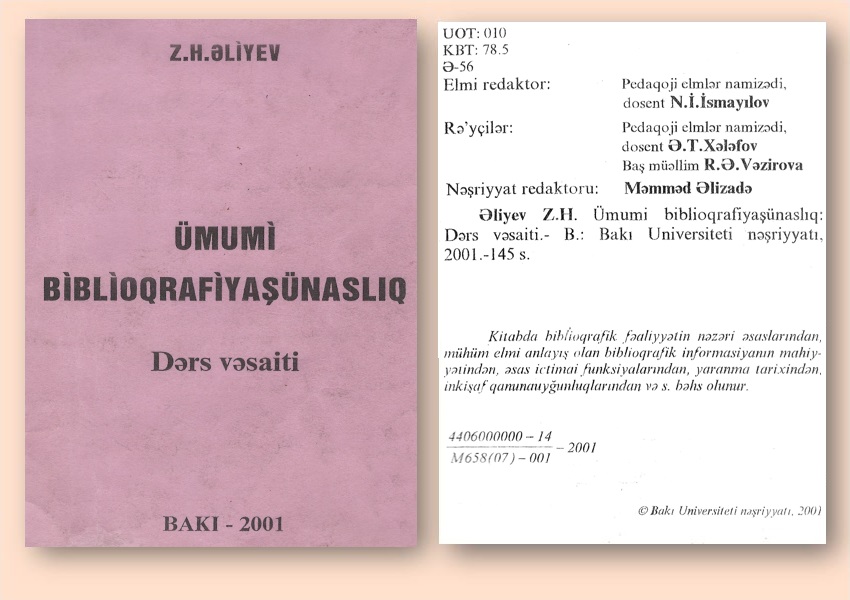 Z.H.ƏLİYEV
ÜMUMİ
BİBLİOQRAFİYAŞÜNASLIQ
Dərs vəsaiti
BAKI - 2001
UOT: 010
KBT: 78.5
Ə-56
Elmi redaktor: Pedaqoji elmlər namizədi,
dosent N.İ.İsmayılov
Rə'yçilər: Pedaqoji elmlər namizədi,
dosent Ə.T.Xələfov
Baş müəllim R.Ə.Vəzirova
Nəşriyyat redaktoru: Məmməd Əlizadə
Əliyev Z.H. Ümumi biblioqrafiyaşünaslıq:
Dərs vəsaiti.- B.: Bakı Universiteti nəşriyyatı,
2001.-145 s.
Kitabda biblioqrafik fəaliyyətin nəzəri əsaslarından,
mühüm elmi anlayış olan biblioqrafik informasiyanın mahiy-
yətindən, əsas ictimai funksiyalarından, yaranma tarixindən,
inkişaf qanunauyğunluqlarından və s. bəhs olunur.
4406000000 – 14
M658(07) – 001 – 2001
© Bakı Universiteti nəşriyyatı, 2001